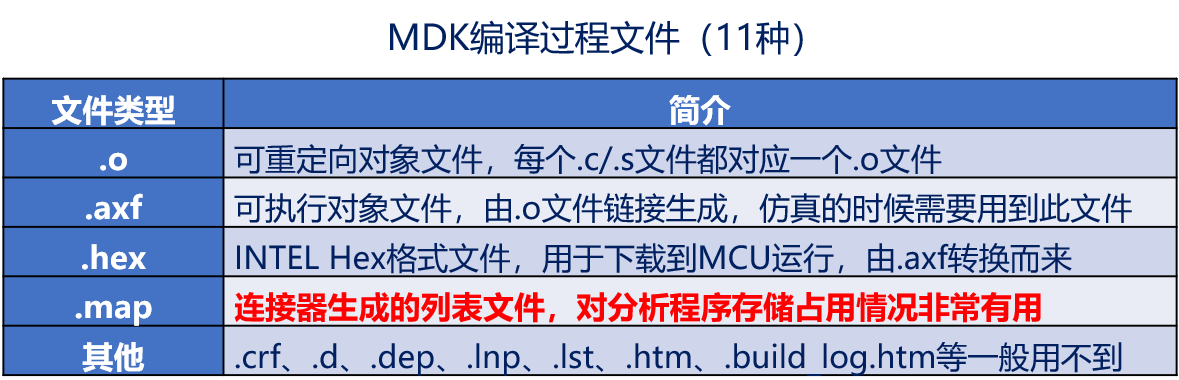 MDK编译过程文件（11种）
文件类型 简介
.o 可重定向对象文件，每个.c/.s文件都对应一个.o文件
.axf 可执行对象文件，由.o文件链接生成，仿真的时候需要用到此文件
.hex INTEL Hex格式文件，用于下载到MCU运行，由.axf转换而来
.map 连接器生成的列表文件，对分析程序存储占用情况非常有用
其他 .crf、.d、.dep、.lnp、.lst、.htm、.build_log.htm等一般用不到